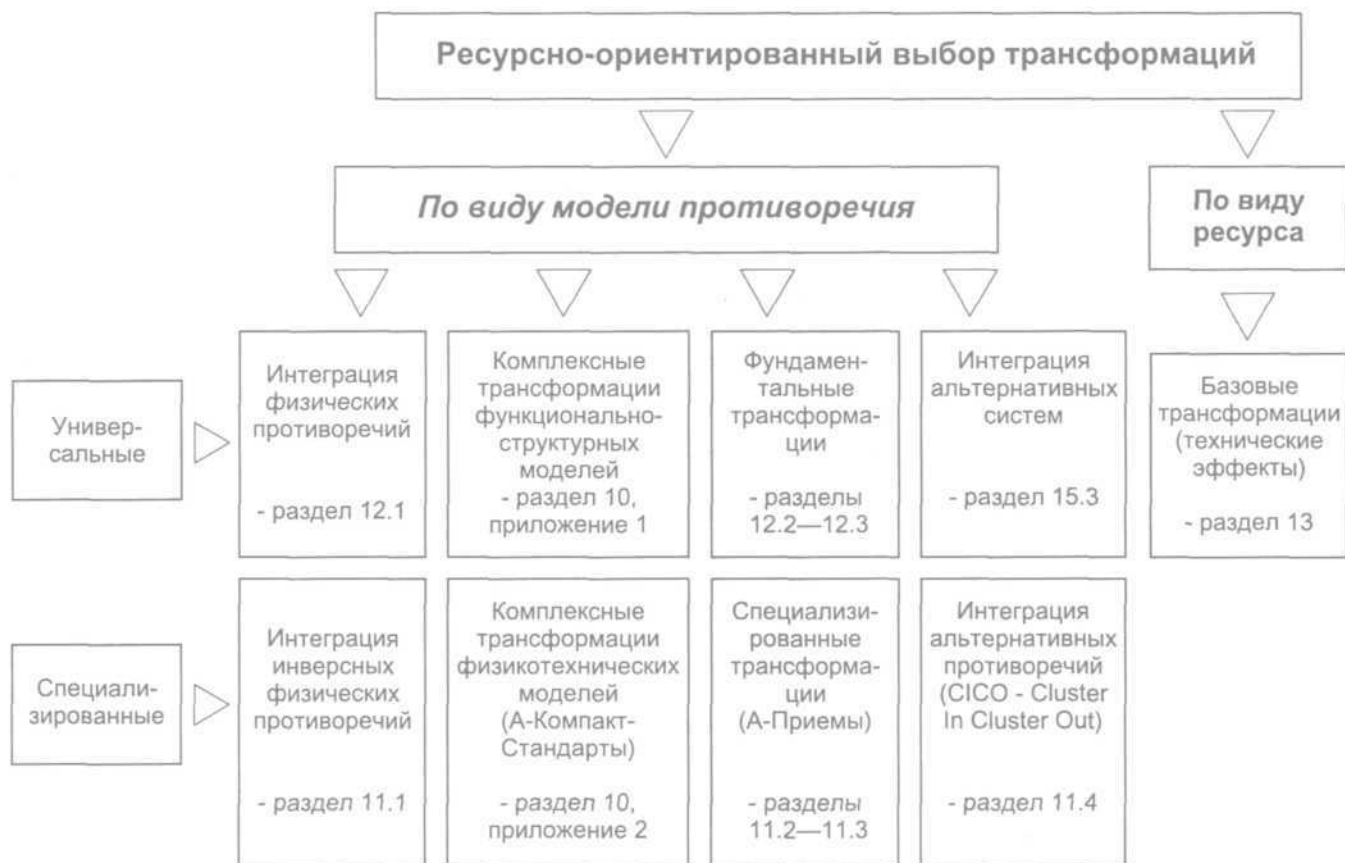 Ресурсно-ориентированный выбор трансформаций
По виду модели противоречия
По виду
ресурса
Универ-
сальные
Интеграция
физических
противоречий
- раздел 12.1
Комплексные
трансформации
функционально-
структурных
моделей
- раздел 10,
приложение 1
Фундамен-
тальные
трансформа-
ции
- разделы
12.2—12.3
Интеграция
альтернативных
систем
- раздел 15.3
Базовые
трансформации
(технические
эффекты)
- раздел 13
Специали-
зированные
Интеграция
инверсных
физических
противоречий
- раздел 11.1
Комплексные
трансформации
физикотехнических
моделей
(А-Компакт-
Стандарты)
- раздел 10,
приложение 2
Специализи-
рованные
трансформа-
ции
(А-Приемы)
- разделы
11.2—11.3
Интеграция
альтернативных
противоречий
(CICO - Cluster
In Cluster Out)
- раздел 11.4